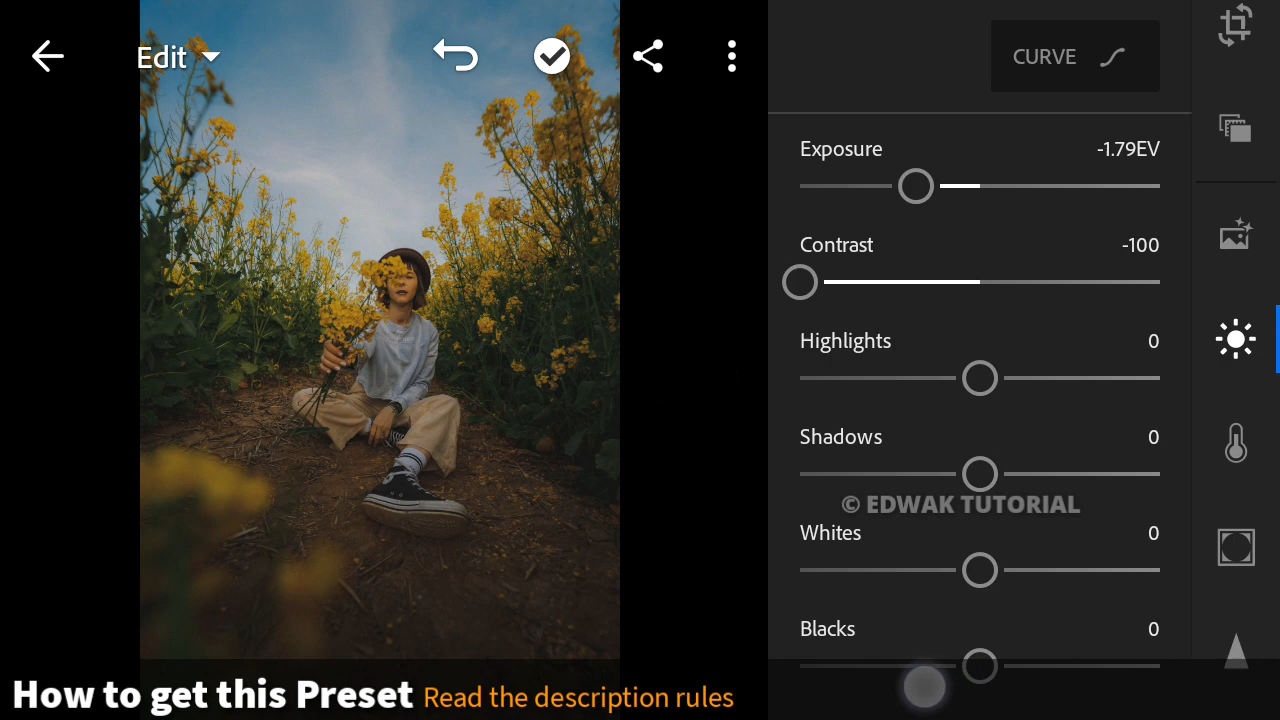 Edit
CURVE
Exposure -1.79EV
Contrast -100
Highlights 0
Shadows 0
© EDWAK TUTORIAL
Whites 0
Blacks 0
How to get this Preset Read the description rules